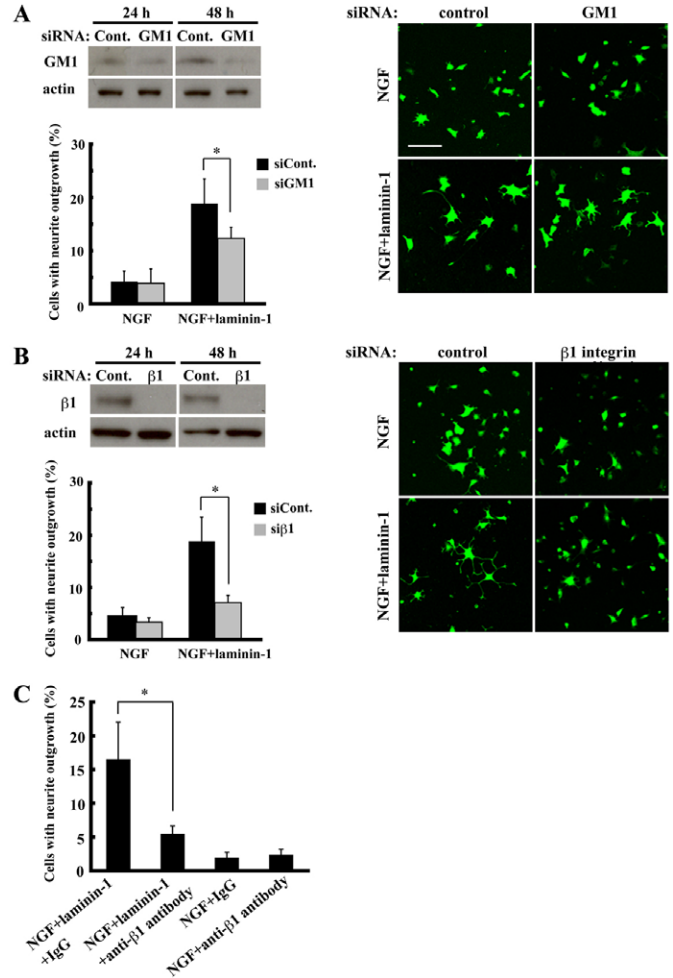 A
24 h 48 h
siRNA: Cont. GM1 Cont. GM1
GM1
actin
Cells with neurite outgrowth (%)
30
20
10
0
*
siCont.
siGM1
NGF NGF+laminin-1
siRNA: control GM1
NGF
NGF+laminin-1
B
24 h 48 h
siRNA: Cont. β1 Cont. β1
β1
actin
Cells with neurite outgrowth (%)
30
20
10
0
*
siCont.
siβ1
NGF NGF+laminin-1
siRNA: control β1 integrin
NGF
NGF+laminin-1
C
Cells with neurite outgrowth (%)
25
20
15
10
5
0
*
NGF+laminin-1
+IgG
NGF+laminin-1
+anti-β1 antibody
NGF+IgG
NGF+anti-β1 antibody